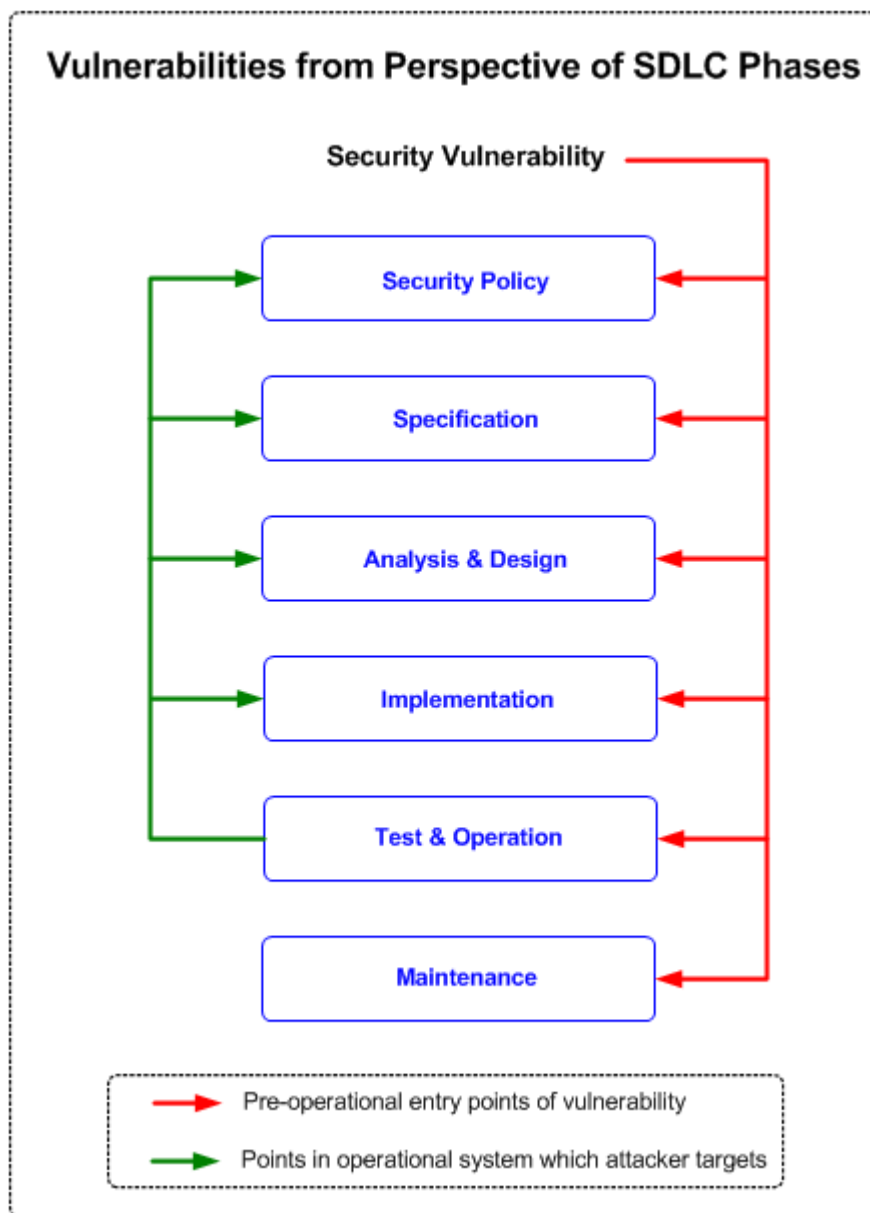 Vulnerabilities from Perspective of SDLC Phases
Security Vulnerability
Security Policy
Specification
Analysis & Design
Implementation
Test & Operation
Maintenance
Pre-operational entry points of vulnerability
Points in operational system which attacker targets